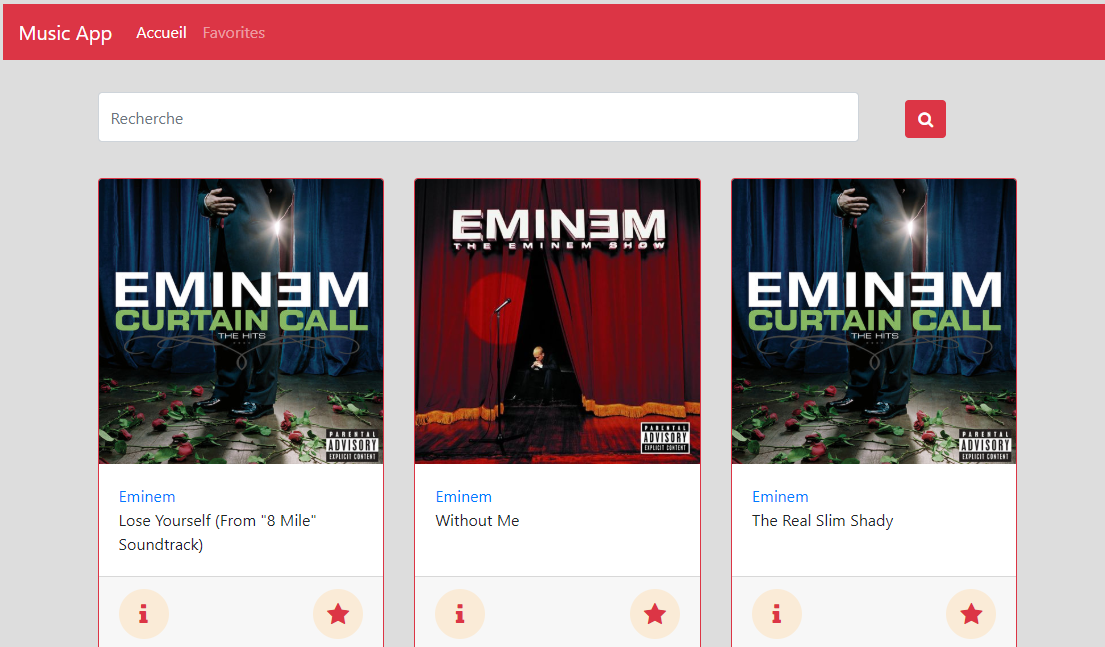 Music App Accueil Favorites
Recherche
EMINEM
CURTAIN CALL
THE HITS
PARENTAL
ADVISORY
EXPLICIT CONTENT
Eminem
Lose Yourself (From "8 Mile"
Soundtrack)
EMINEM
THE EMINEM SHOW
PARENTAL
ADVISORY
EXPLICIT CONTENT
Eminem
Without Me
EMINEM
CURTAIN CALL
THE HITS
PARENTAL
ADVISORY
EXPLICIT CONTENT
Eminem
The Real Slim Shady